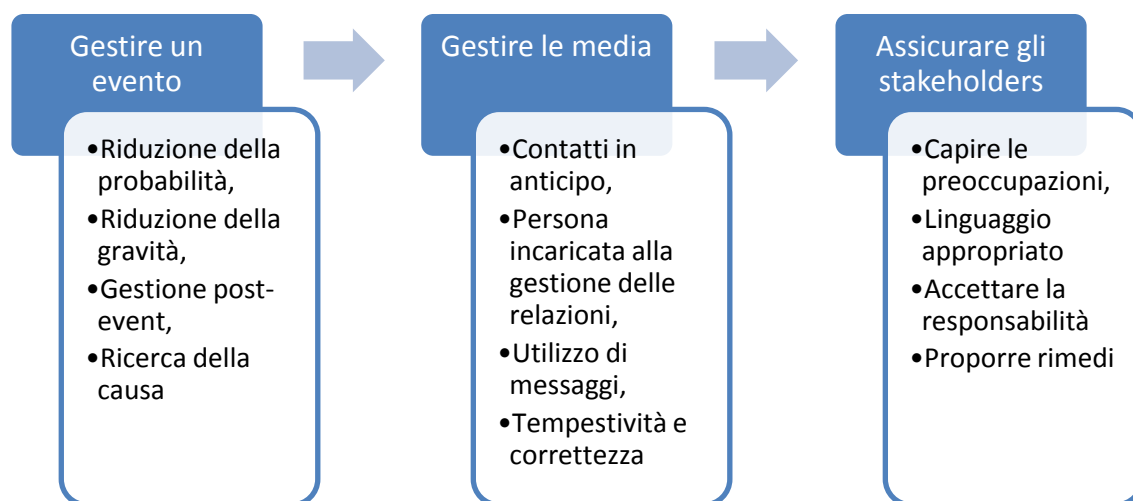 Gestire un
evento
•Riduzione della
probabilità,
•Riduzione della
gravità,
•Gestione post-
event,
•Ricerca della
causa
Gestire le media
•Contatti in
anticipo,
•Persona
incaricata alla
gestione delle
relazioni,
•Utilizzo di
messaggi,
•Tempestività e
correttezza
Assicurare gli
stakeholders
•Capire le
preoccupazioni,
•Linguaggio
appropriato
•Accettare la
responsabilità
•Proporre rimedi